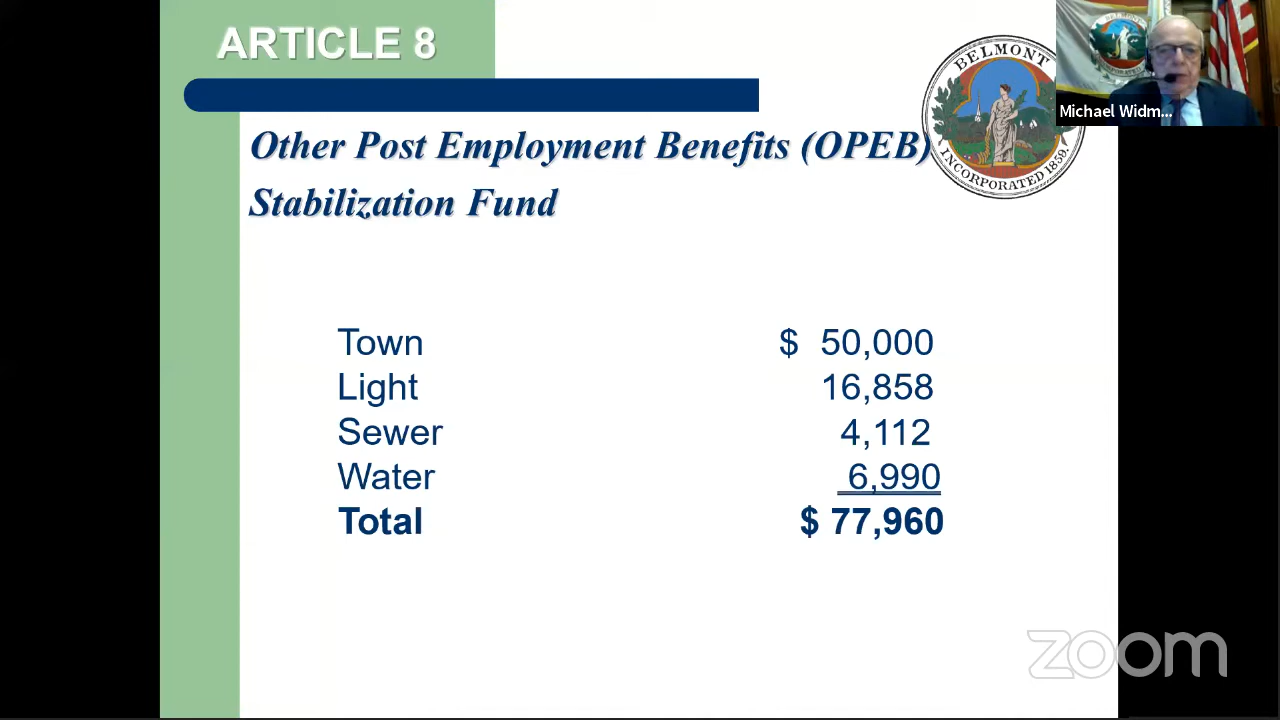 ARTICLE 8
BELMONT
INCORPORATED 1859.
Michael Widm...
Other Post Employment Benefits (OPEB)
Stabilization Fund
Town $ 50,000
Light 16,858
Sewer 4,112
Water 6,990
Total $ 77,960
zoom